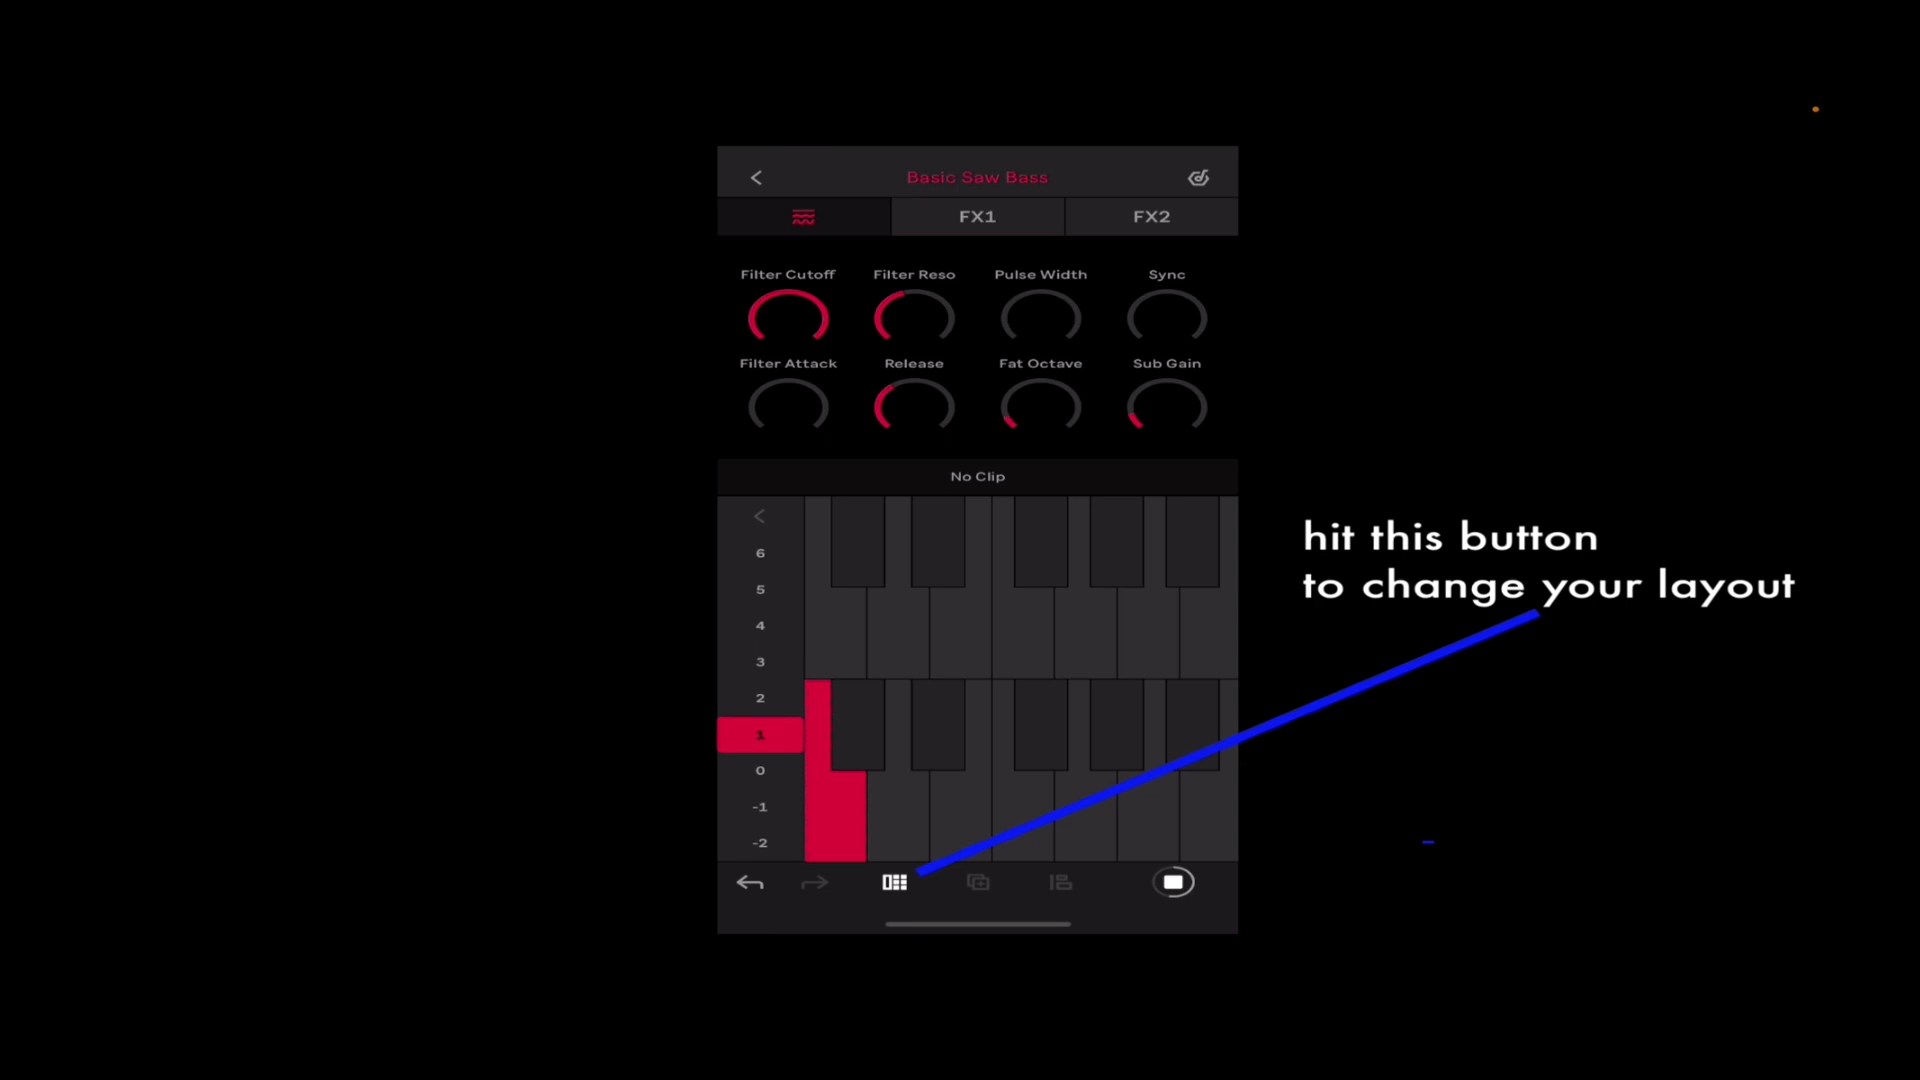 Basic Saw Bass
FX1 FX2
Filter Cutoff Filter Reso Pulse Width Sync
Filter Attack Release Fat Octave Sub Gain
No Clip
6
5
4
3
2
1
0
-1
-2
hit this button
to change your layout